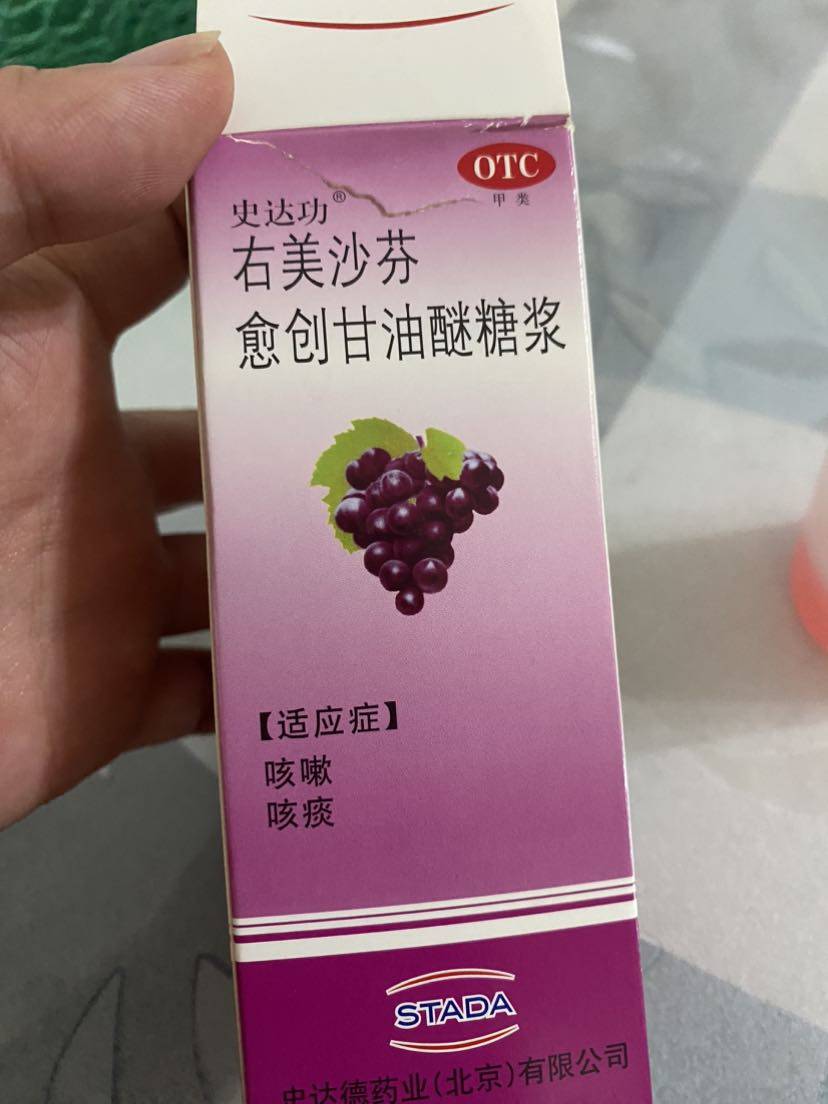 OTC
甲类
史达功®
右美沙芬
愈创甘油醚糖浆
【适应症】
咳嗽
咳痰
STADA
史达德药业(北京)有限公司